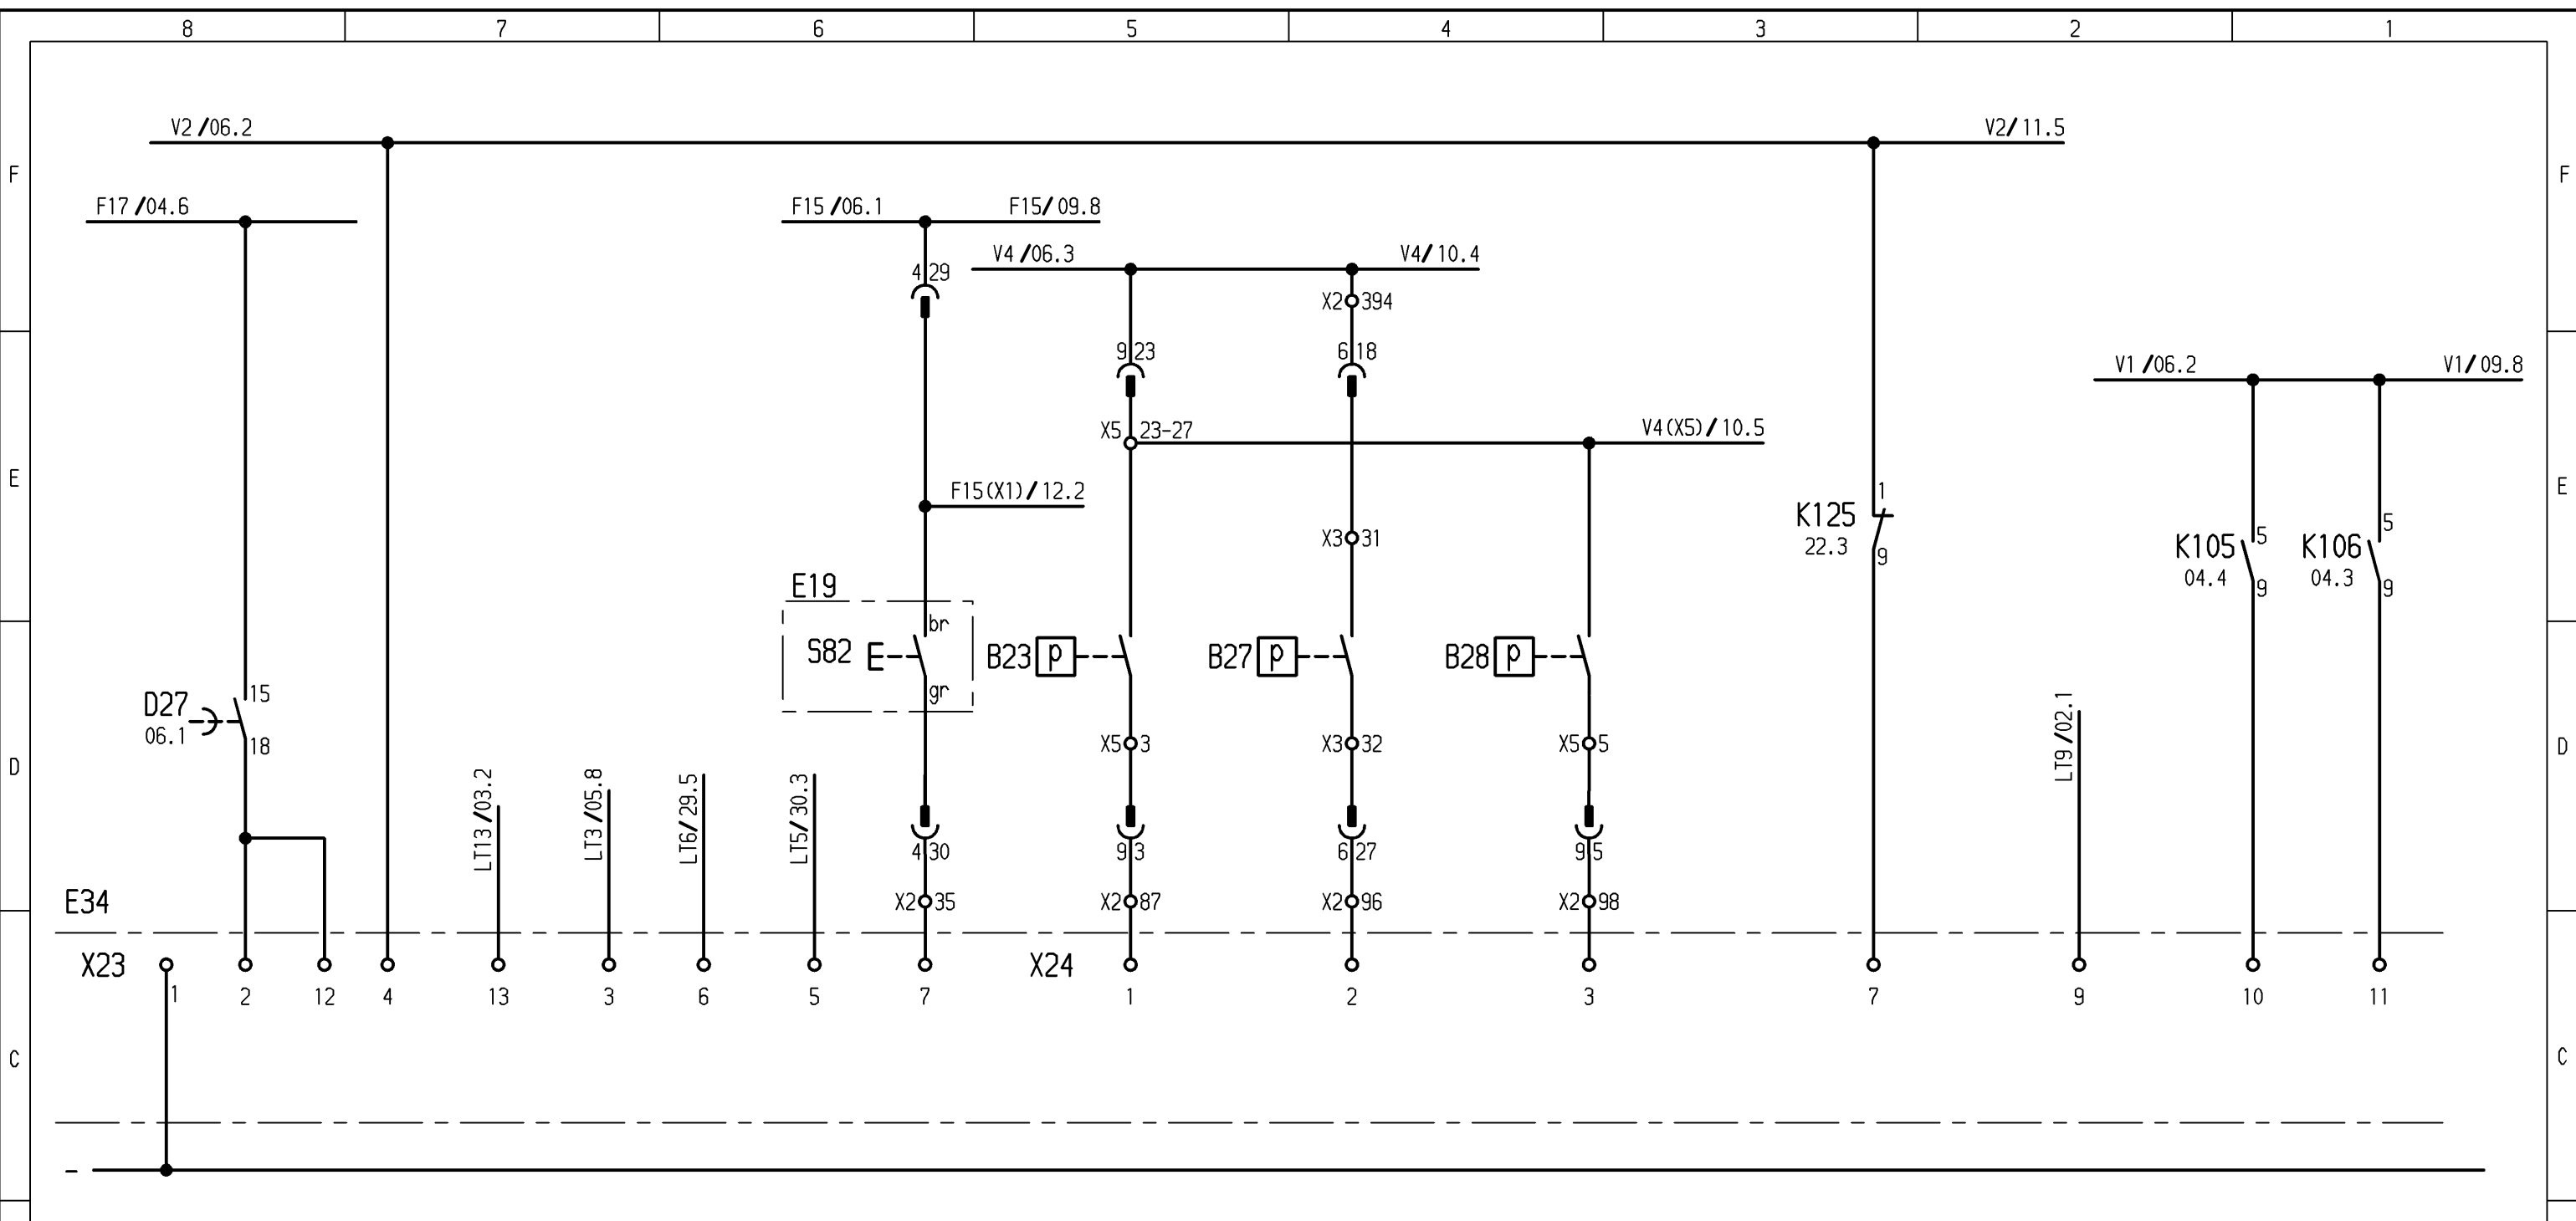 8 7 6 5 4 3 2 1
V2 /06.2 V2/ 11.5
F F
F17 /04.6 F15 /06.1 F15/ 09.8
V4 /06.3 V4/ 10.4
4 29
X2 394
9 23 6 18
V1 /06.2 V1/ 09.8
X5 23-27 V4(X5)/ 10.5
E E
F15(X1)/ 12.2
1
K125
22.3
9
X3 31
5 5
K105 K106
04.4 04.3
9 9
E19
br
S82 B23 p B27 p B28 p
gr
15
D27
06.1
18
X5 3 X3 32 X5 5
D D
LT13 /03.2
LT3 /05.8
LT6/ 29.5
LT5/ 30.3
LT9 /02.1
4 30 9 3 6 27 9 5
E34
X2 35 X2 87 X2 96 X2 98
X23 X24
1 2 12 4 13 3 6 5 7 1 2 3 7 9 10 11
C C
-